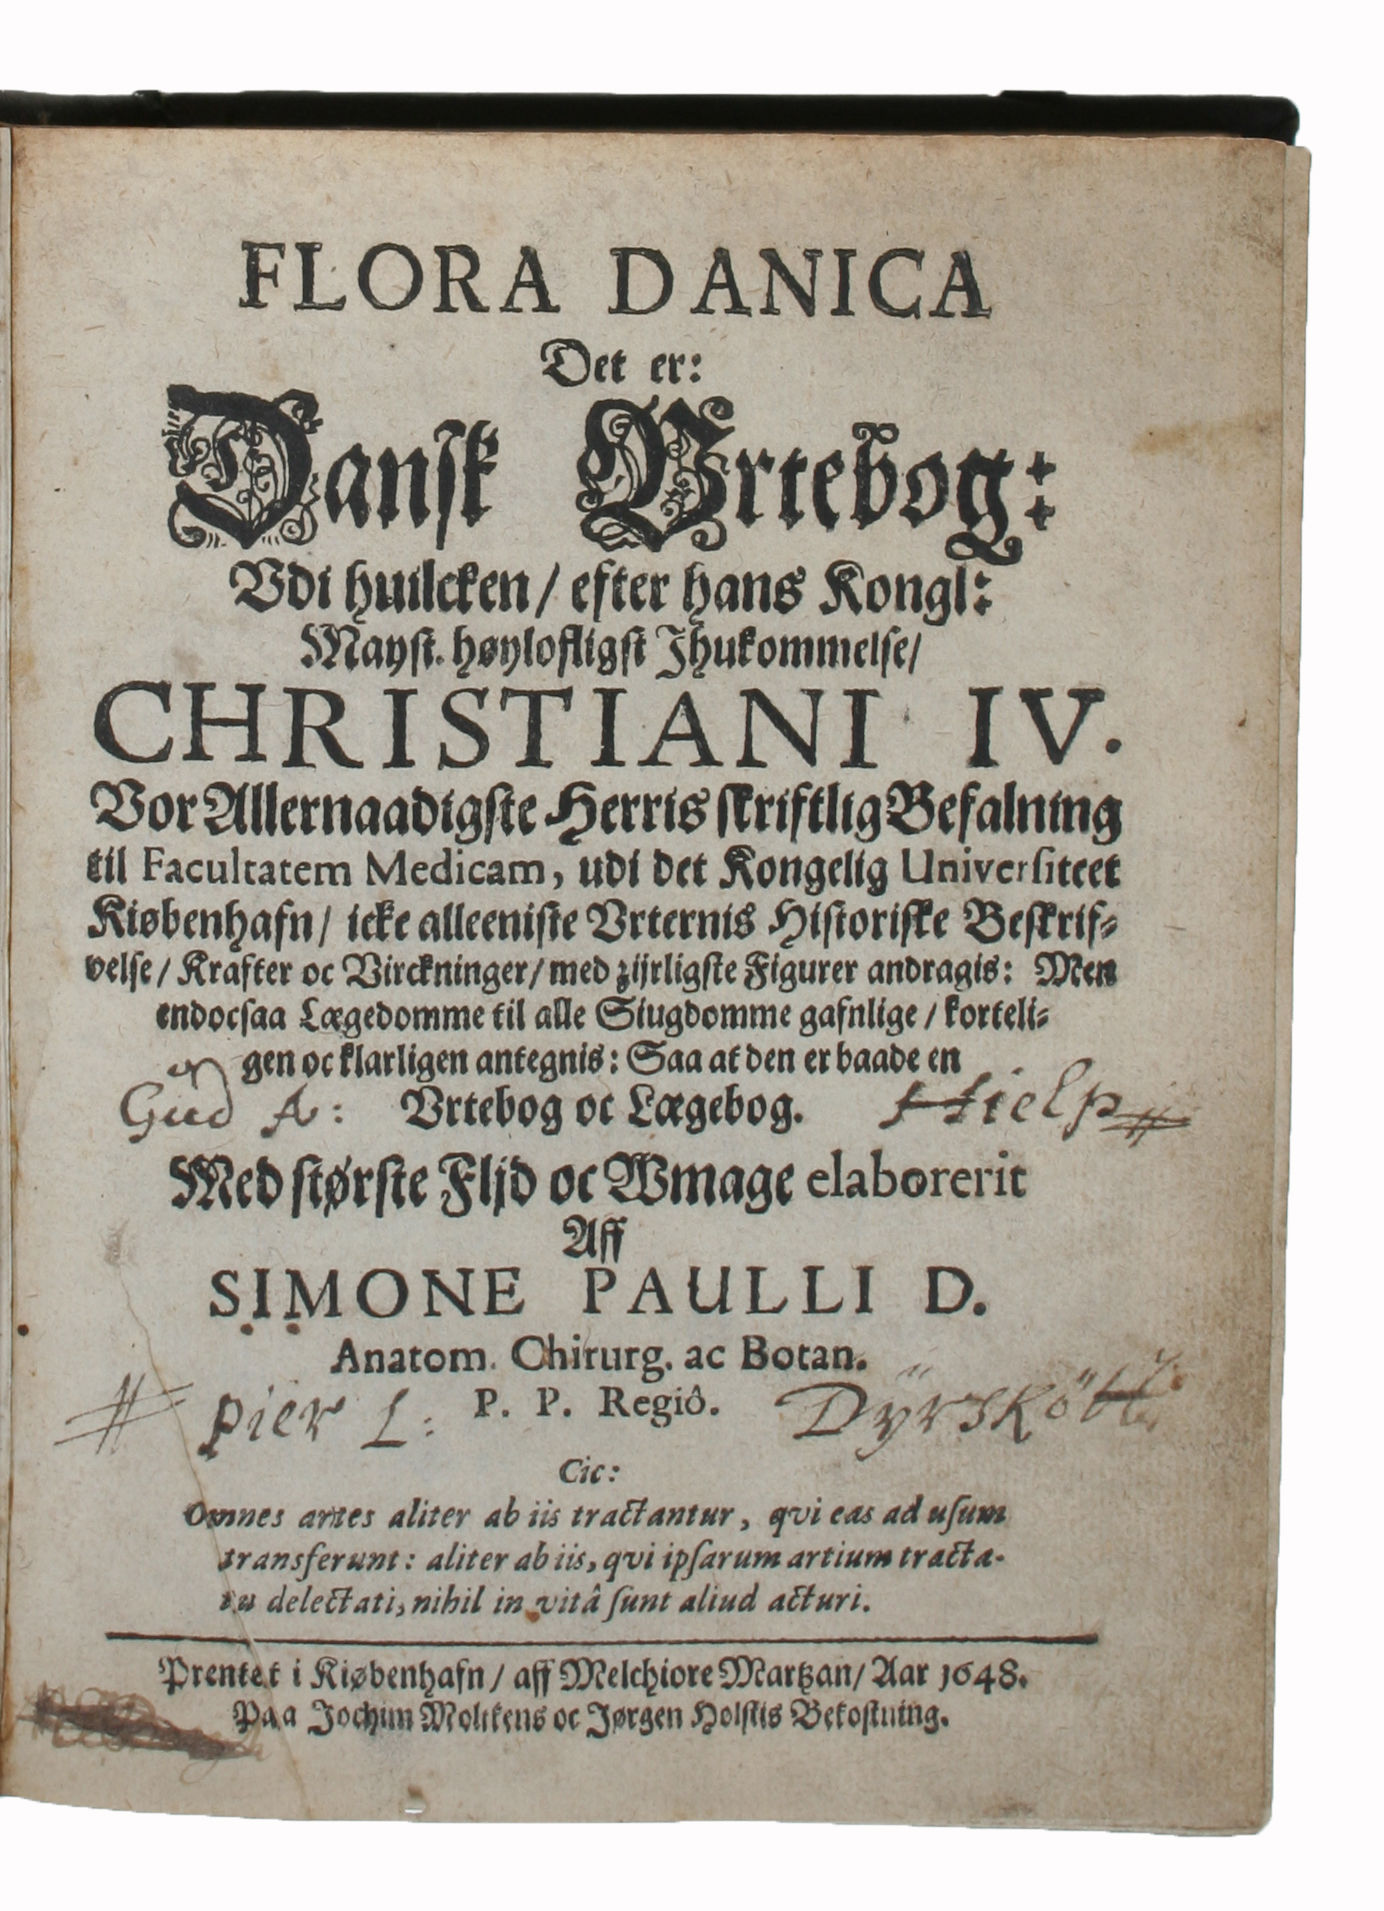 FLORA DANICA
Det er:
Dansk Vrtebog:
Vdi huilcken / efter hans Kongl:
Mayst. høylofligst Ihukommelse /
CHRISTIANI IV.
Vor Allernaadigste Herris skriftlig Befalning
til Facultatem Medicam, udi det Kongelig Universiteet
Kiøbenhafn / icke alleeniste Vrternis Historiske Beskrif-
velse / Krafter oc Virckninger / med zijrligste Figurer andragis: Men
endocsaa Lægedomme til alle Siugdomme gafnlige / korteli-
gen oc klarligen antegnis: Saa at den er baade en
Gud A: Vrtebog oc Lægebog. Hielp
Med største Flid oc Wmage elaborerit
Aff
SIMONE PAULLI D.
Anatom. Chirurg. ac Botan.
pier L: P. P. Regiô.
Cic:
Omnes artes aliter ab iis tractantur, qvi eas ad usum
transferunt: aliter ab iis, qvi ipsarum artium tracta-
tu delectati, nihil in vitâ sunt aliud acturi.
Prentet i Kiøbenhafn / aff Melchiore Martzan / Aar 1648.
Paa Jochim Moltkens oc Jørgen Holstis Bekostning.